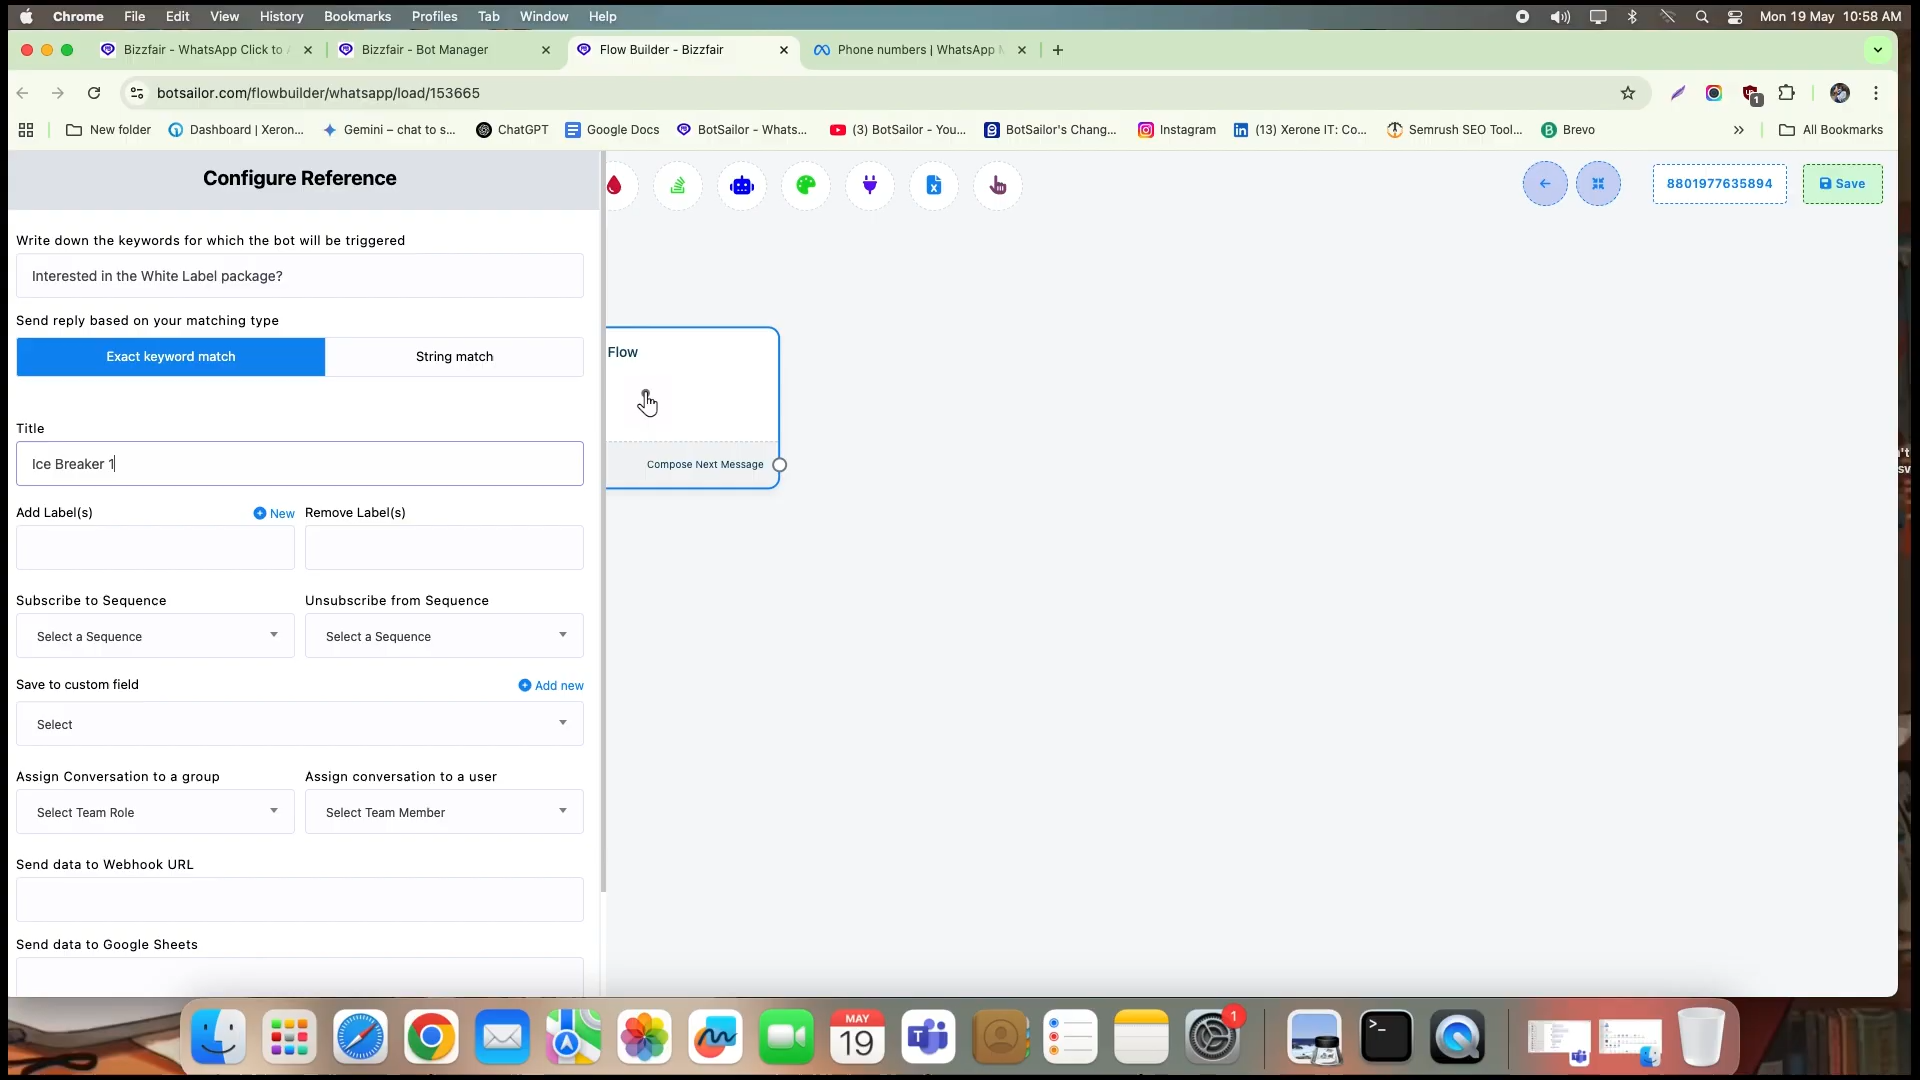 Chrome File Edit View History Bookmarks Profiles Tab Window Help Mon 19 May 10:58 AM
Bizzfair - WhatsApp Click to Bizzfair - Bot Manager Flow Builder - Bizzfair Phone numbers | WhatsApp
botsailor.com/flowbuilder/whatsapp/load/153665 1
New folder Dashboard | Xeron... Gemini – chat to s... ChatGPT Google Docs BotSailor - Whats... (3) BotSailor - You... BotSailor's Chang... Instagram (13) Xerone IT: Co... Semrush SEO Tool... Brevo » All Bookmarks
Configure Reference
8801977635894 Save
Write down the keywords for which the bot will be triggered
Interested in the White Label package?
Send reply based on your matching type
Exact keyword match String match
Flow
Title
Ice Breaker 1
Compose Next Message
Add Label(s) New Remove Label(s)
Subscribe to Sequence Unsubscribe from Sequence
Select a Sequence Select a Sequence
Save to custom field Add new
Select
Assign Conversation to a group Assign conversation to a user
Select Team Role Select Team Member
Send data to Webhook URL
Send data to Google Sheets
MAY
19
1